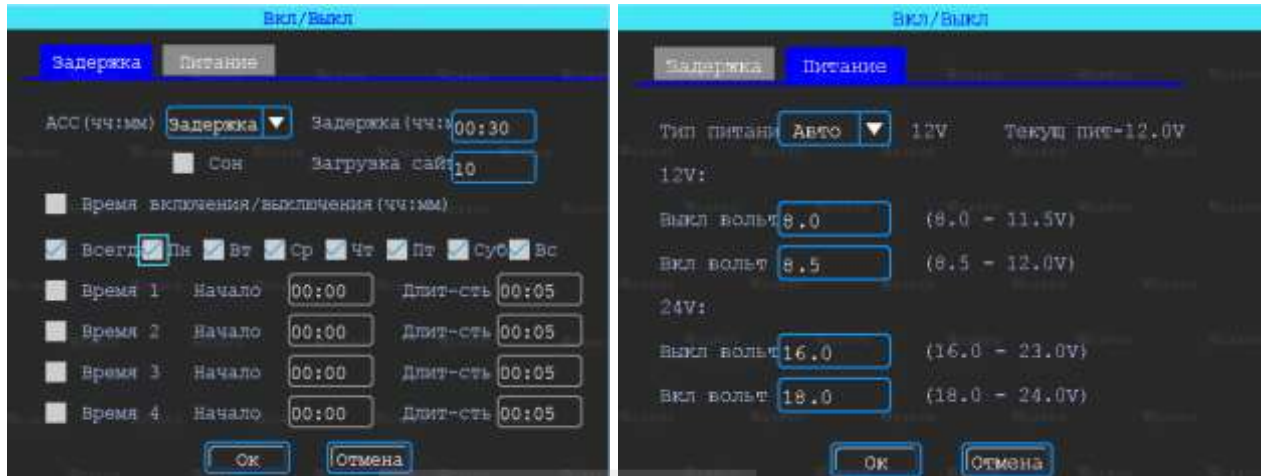 Вкл/Выкл
Задержка Питание
АСС(чч:мм) Задержка Задержка(чч:м 00:30
Сон Загрузка сайт 10
Время включения/выключения(чч:мм)
Всегд Пн Вт Ср Чт Пт Суб Вс
Время 1 Начало 00:00 Длит-сть 00:05
Время 2 Начало 00:00 Длит-сть 00:05
Время 3 Начало 00:00 Длит-сть 00:05
Время 4 Начало 00:00 Длит-сть 00:05
Ок Отмена
Вкл/Выкл
Задержка Питание
Тип питани Авто 12V Текущ пит-12.0V
12V:
Выкл вольт 8.0 (8.0 - 11.5V)
Вкл вольт 8.5 (8.5 - 12.0V)
24V:
Выкл вольт 16.0 (16.0 - 23.0V)
Вкл вольт 18.0 (18.0 - 24.0V)
Ок Отмена